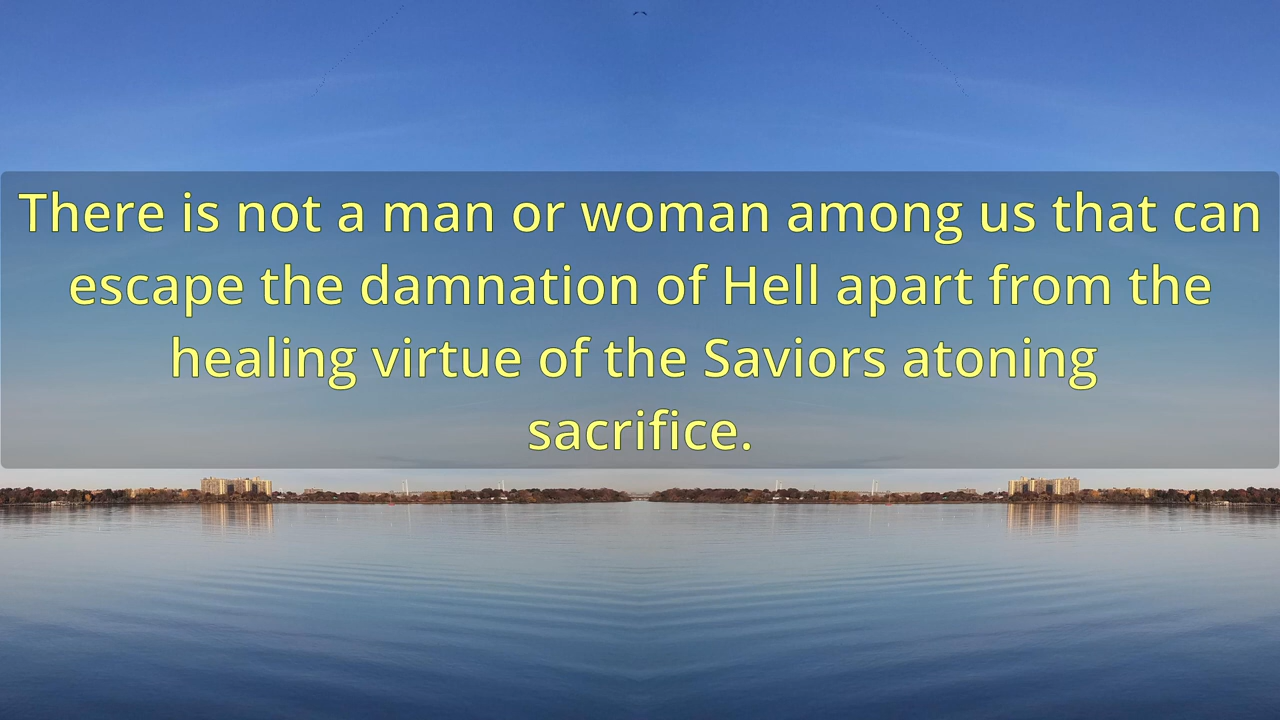 There is not a man or woman among us that can
escape the damnation of Hell apart from the
healing virtue of the Saviors atoning
sacrifice.